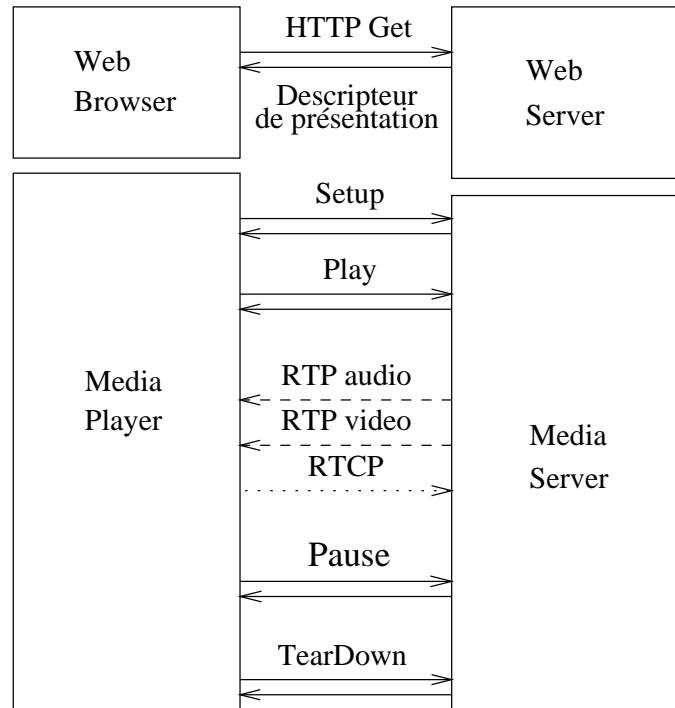 HTTP Get
Web
Browser
Descripteur
de présentation
Web
Server
Setup
Play
Media
Player
RTP audio
RTP video
RTCP
Media
Server
Pause
TearDown